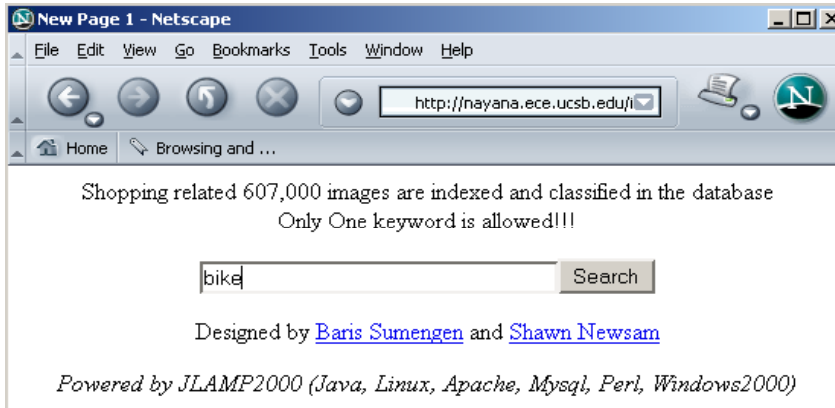 New Page 1 - Netscape
File Edit View Go Bookmarks Tools Window Help
http://nayana.ece.ucsb.edu/i
Home Browsing and ...
Shopping related 607,000 images are indexed and classified in the database
Only One keyword is allowed!!!
bike Search
Designed by Baris Sumengen and Shawn Newsam
Powered by JLAMP2000 (Java, Linux, Apache, Mysql, Perl, Windows2000)